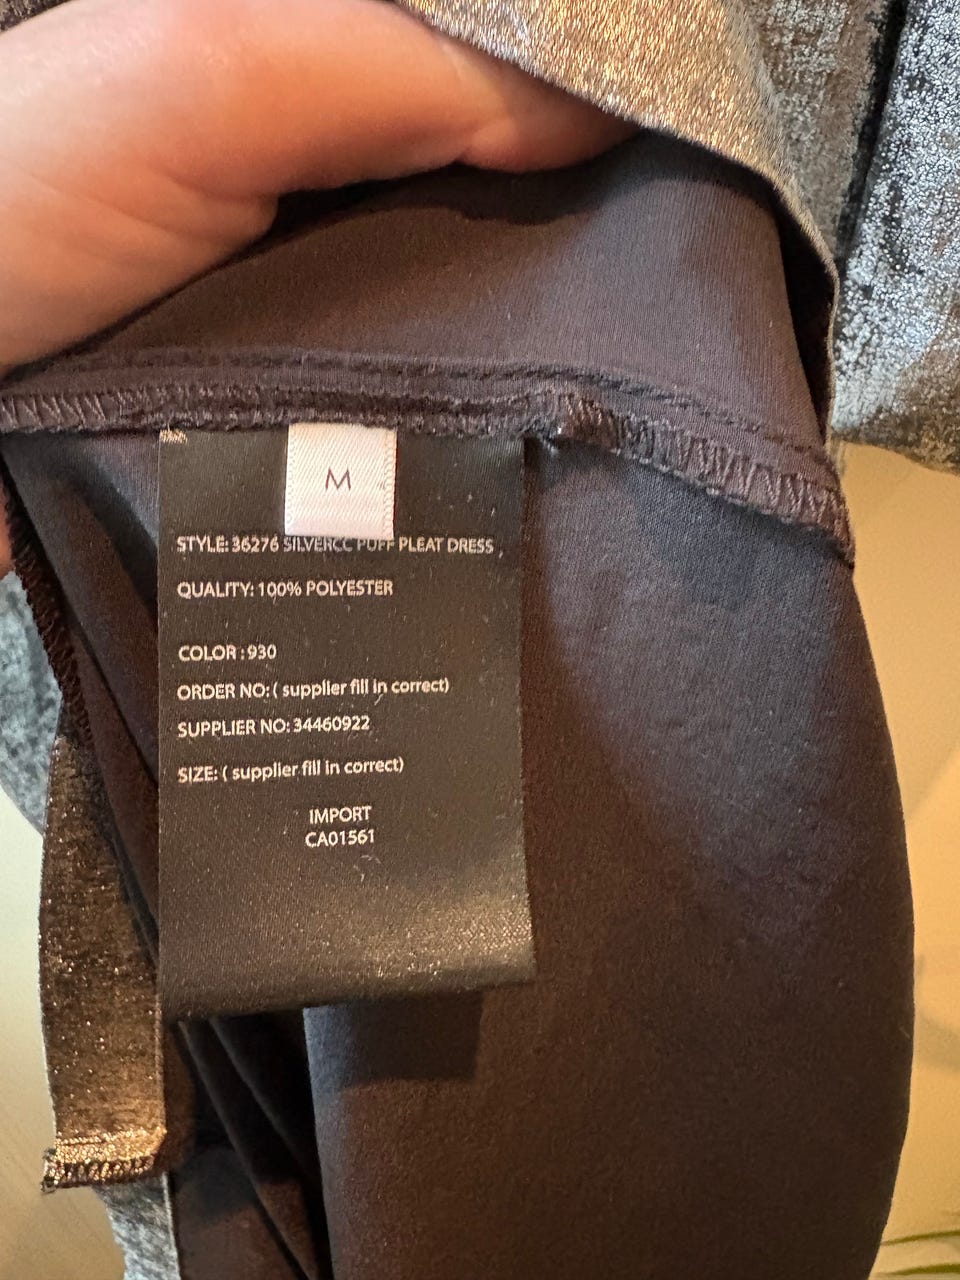 M
STYLE: 36276 SILVERCC PUFF PLEAT DRESS
QUALITY: 100% POLYESTER
COLOR : 930
ORDER NO: ( supplier fill in correct)
SUPPLIER NO: 34460922
SIZE: ( supplier fill in correct)
IMPORT
CA01561